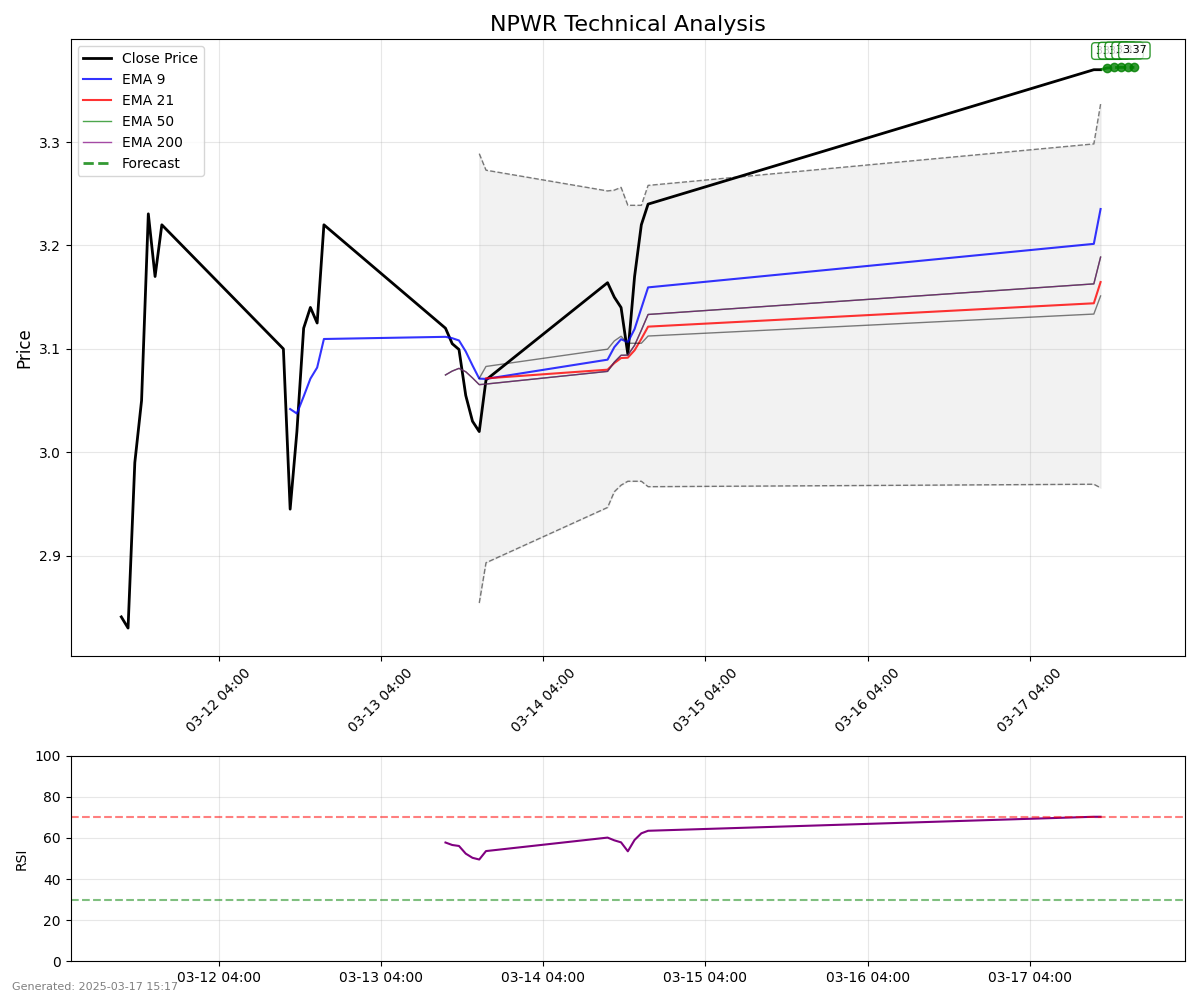 NPWR Technical Analysis
Close Price
EMA 9
EMA 21
EMA 50
EMA 200
Forecast
3.37
Price
3.3
3.2
3.1
3.0
2.9
03-12 04:00
03-13 04:00
03-14 04:00
03-15 04:00
03-16 04:00
03-17 04:00
RSI
100
80
60
40
20
0
03-12 04:00
03-13 04:00
03-14 04:00
03-15 04:00
03-16 04:00
03-17 04:00
Generated: 2025-03-17 15:17